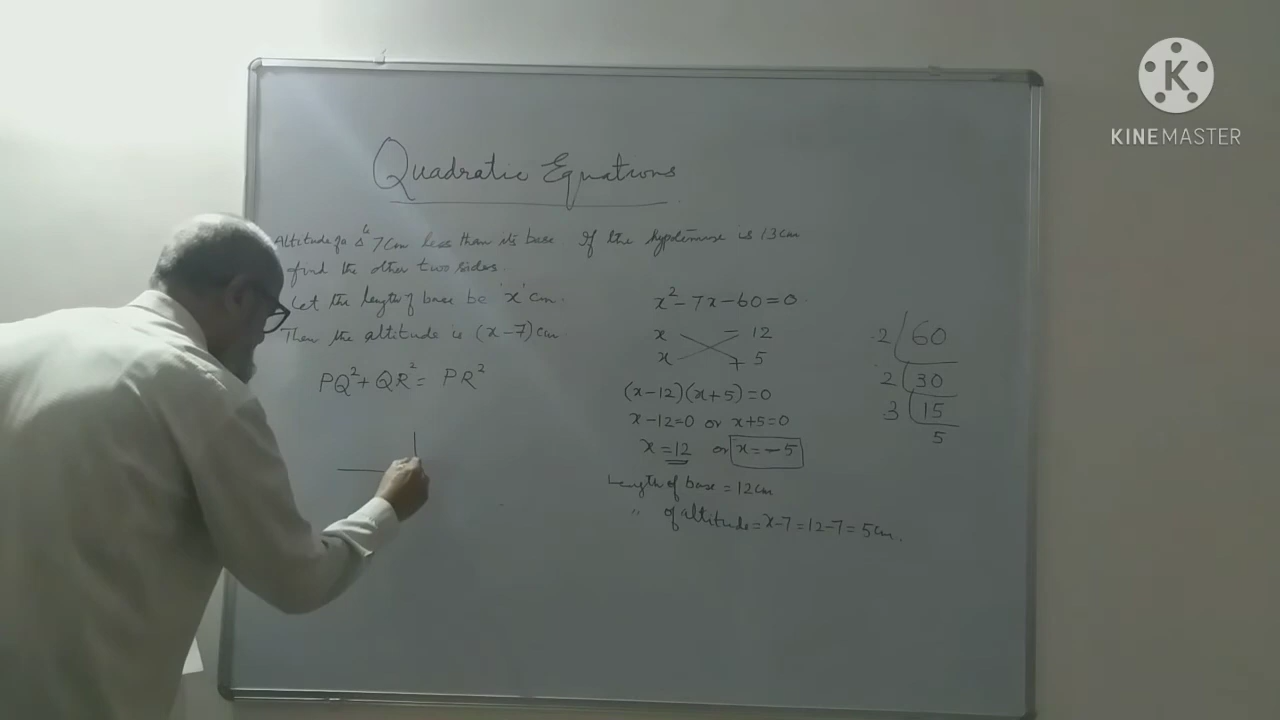 Quadratic Equations
Altitude of a Δ is 7cm less than its base If the hypotenuse is 13cm
find the other two sides.
Let the length of base be 'x' cm.
Then the altitude is (x-7)cm
PQ²+ QR² = PR²
x²-7x-60=0
x - 12
x + 5
(x-12)(x+5)=0
x-12=0 or x+5=0
x=12 or x=-5
Length of base = 12cm
" of altitude = x-7=12-7=5cm.
2 60
2 30
3 15
5
K
KINEMASTER